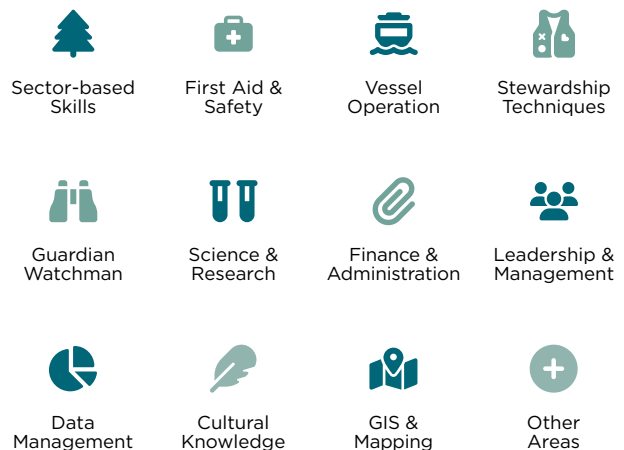 Sector-based
Skills
First Aid &
Safety
Vessel
Operation
Stewardship
Techniques
Guardian
Watchman
Science &
Research
Finance &
Administration
Leadership &
Management
Data
Management
Cultural
Knowledge
GIS &
Mapping
Other
Areas